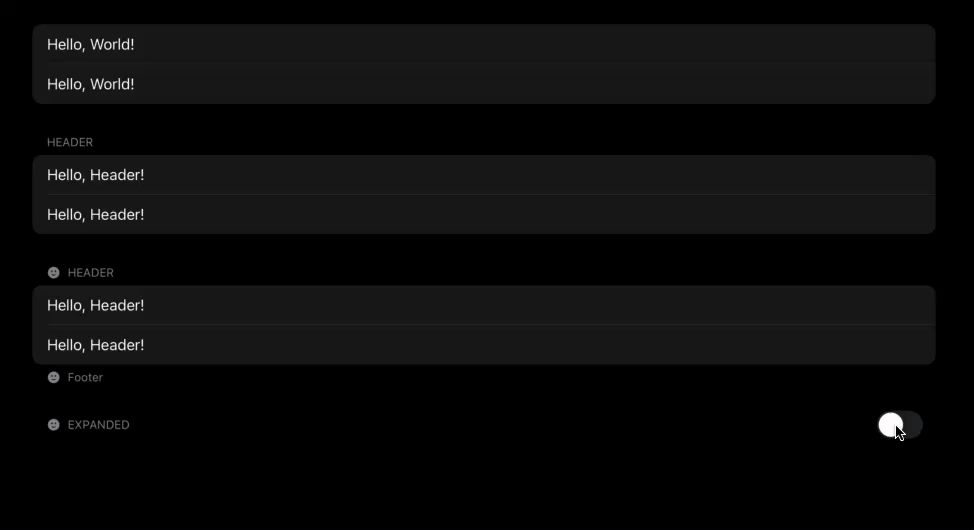 Hello, World!
Hello, World!
HEADER
Hello, Header!
Hello, Header!
HEADER
Hello, Header!
Hello, Header!
Footer
EXPANDED